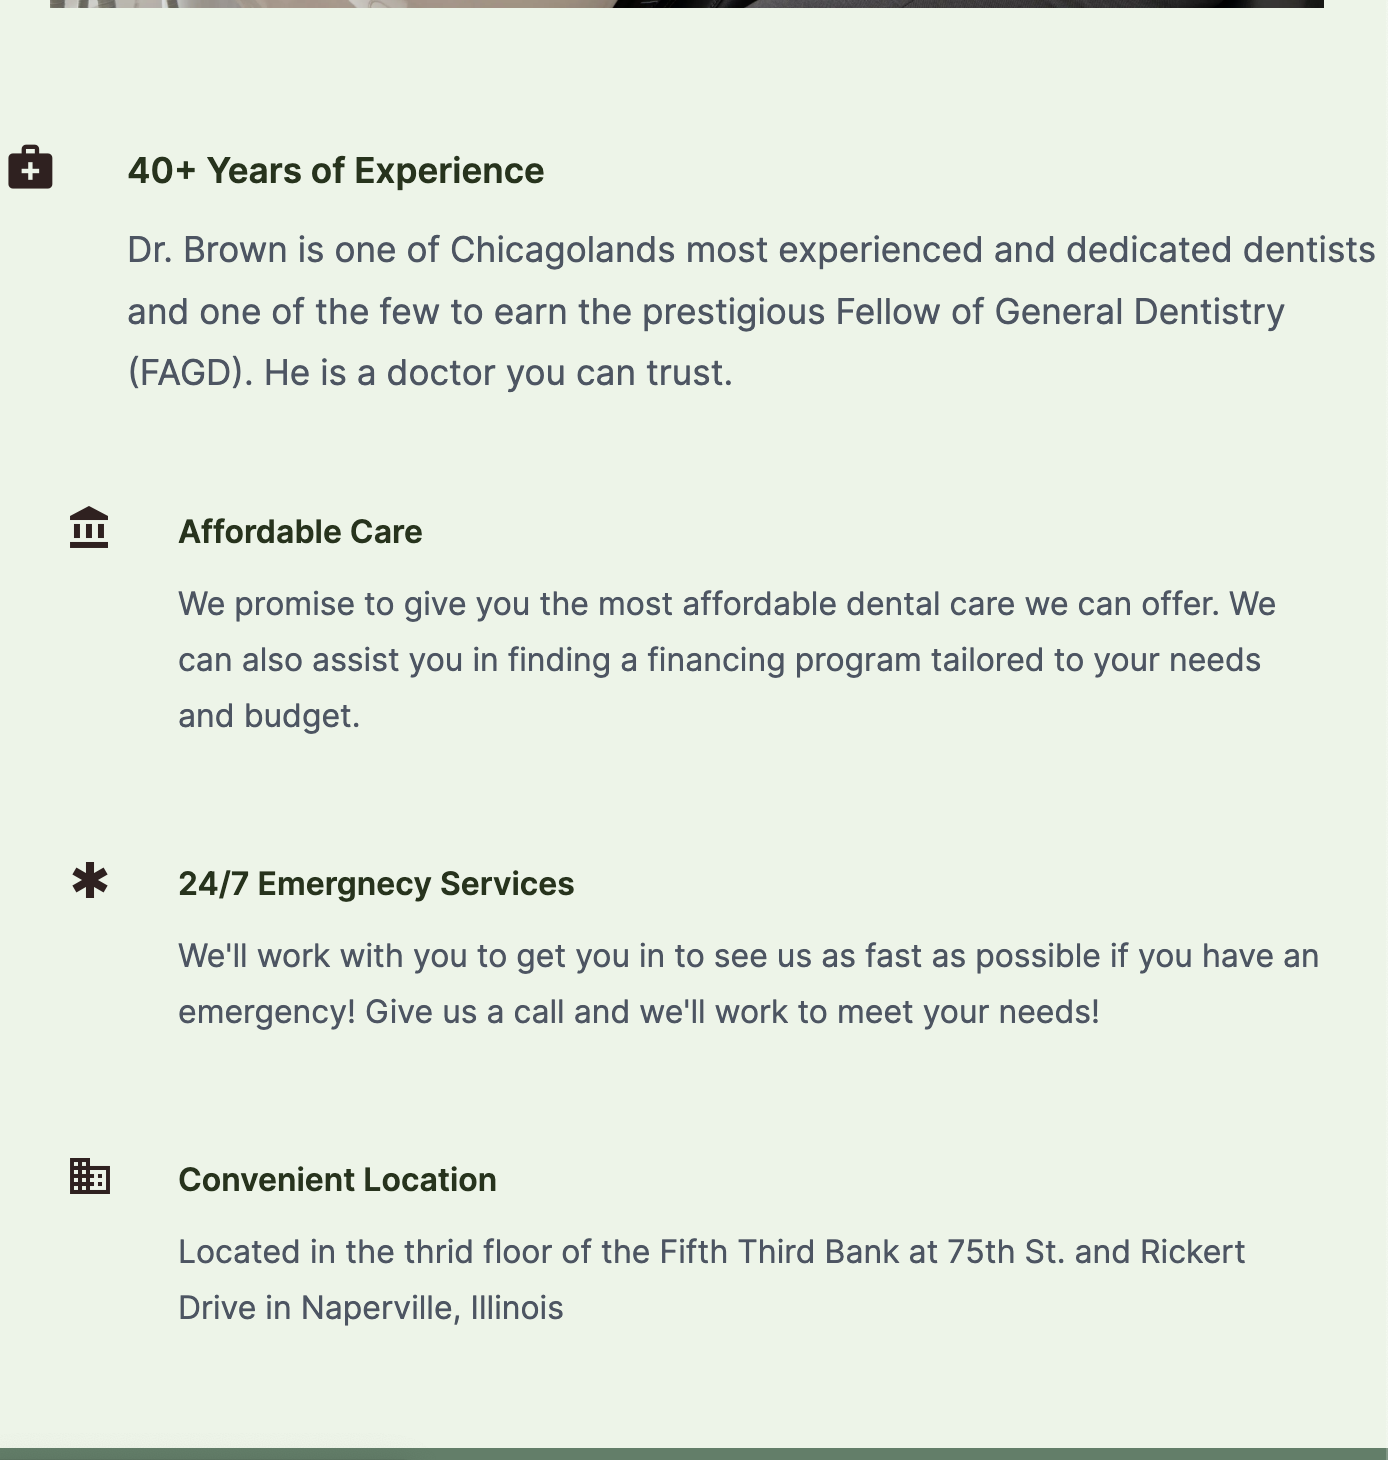 40+ Years of Experience
Dr. Brown is one of Chicagolands most experienced and dedicated dentists
and one of the few to earn the prestigious Fellow of General Dentistry
(FAGD). He is a doctor you can trust.
Affordable Care
We promise to give you the most affordable dental care we can offer. We
can also assist you in finding a financing program tailored to your needs
and budget.
24/7 Emergnecy Services
We'll work with you to get you in to see us as fast as possible if you have an
emergency! Give us a call and we'll work to meet your needs!
Convenient Location
Located in the thrid floor of the Fifth Third Bank at 75th St. and Rickert
Drive in Naperville, Illinois